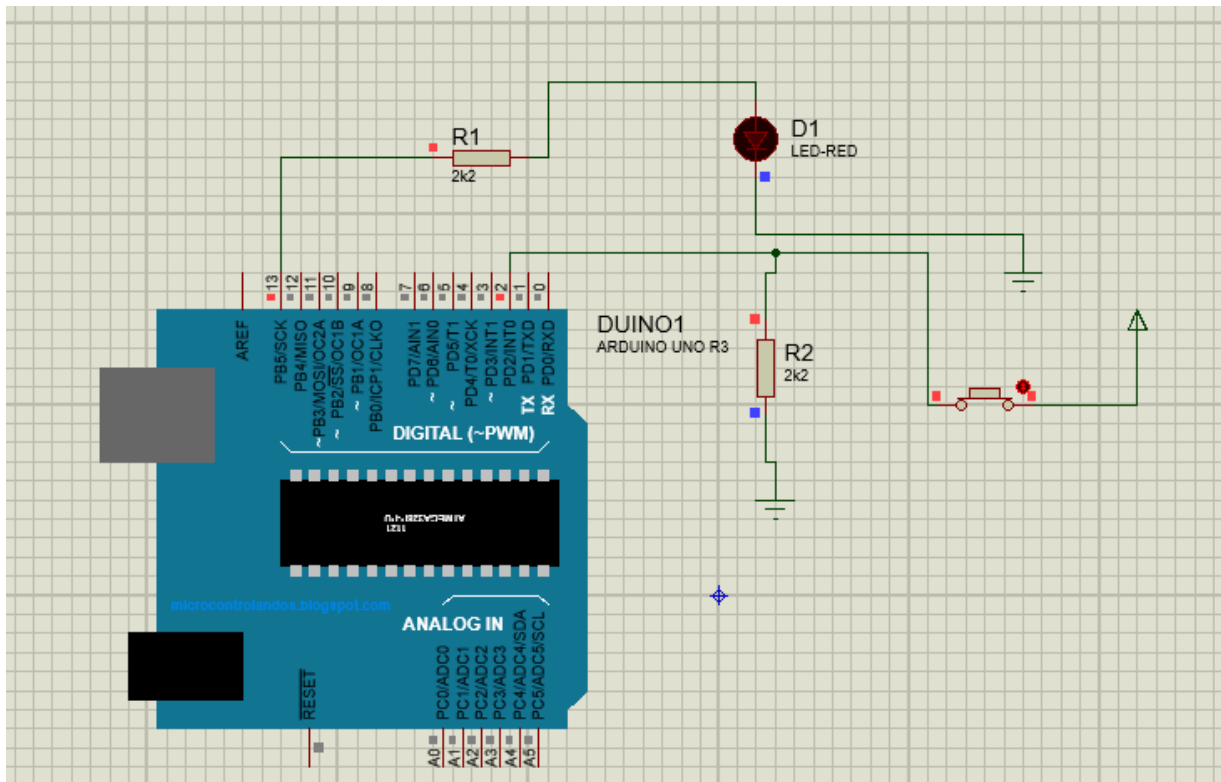 R1
2k2
D1
LED-RED
13
12
11
10
9
8
7
6
5
4
3
2
1
0
AREF
PB5/SCK
PB4/MISO
~PB3/MOSI/OC2A
~ PB2/SS/OC1B
~ PB1/OC1A
PB0/ICP1/CLKO
PD7/AIN1
~ PD6/AIN0
~ PD5/T1
PD4/T0/XCK
~ PD3/INT1
PD2/INT0
TX PD1/TXD
RX PD0/RXD
DIGITAL (~PWM)
DUINO1
ARDUINO UNO R3
R2
2k2
1121
microcontrolandos.blogspot.com
ANALOG IN
RESET
PC0/ADC0
PC1/ADC1
PC2/ADC2
PC3/ADC3
PC4/ADC4/SDA
PC5/ADC5/SCL
A0
A1
A2
A3
A4
A5